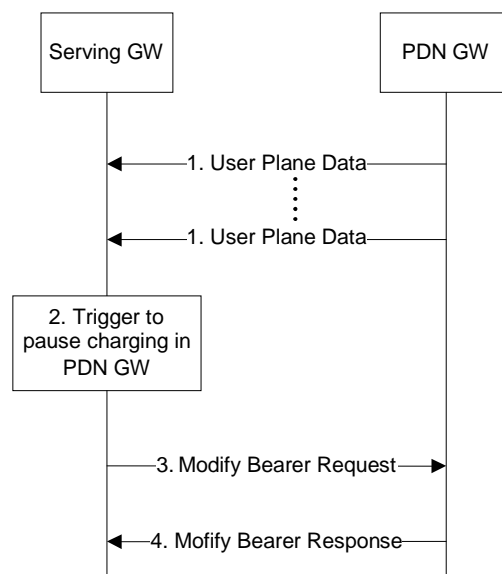 Serving GW
PDN GW
1. User Plane Data
1. User Plane Data
2. Trigger to
pause charging in
PDN GW
3. Modify Bearer Request
4. Mofify Bearer Response